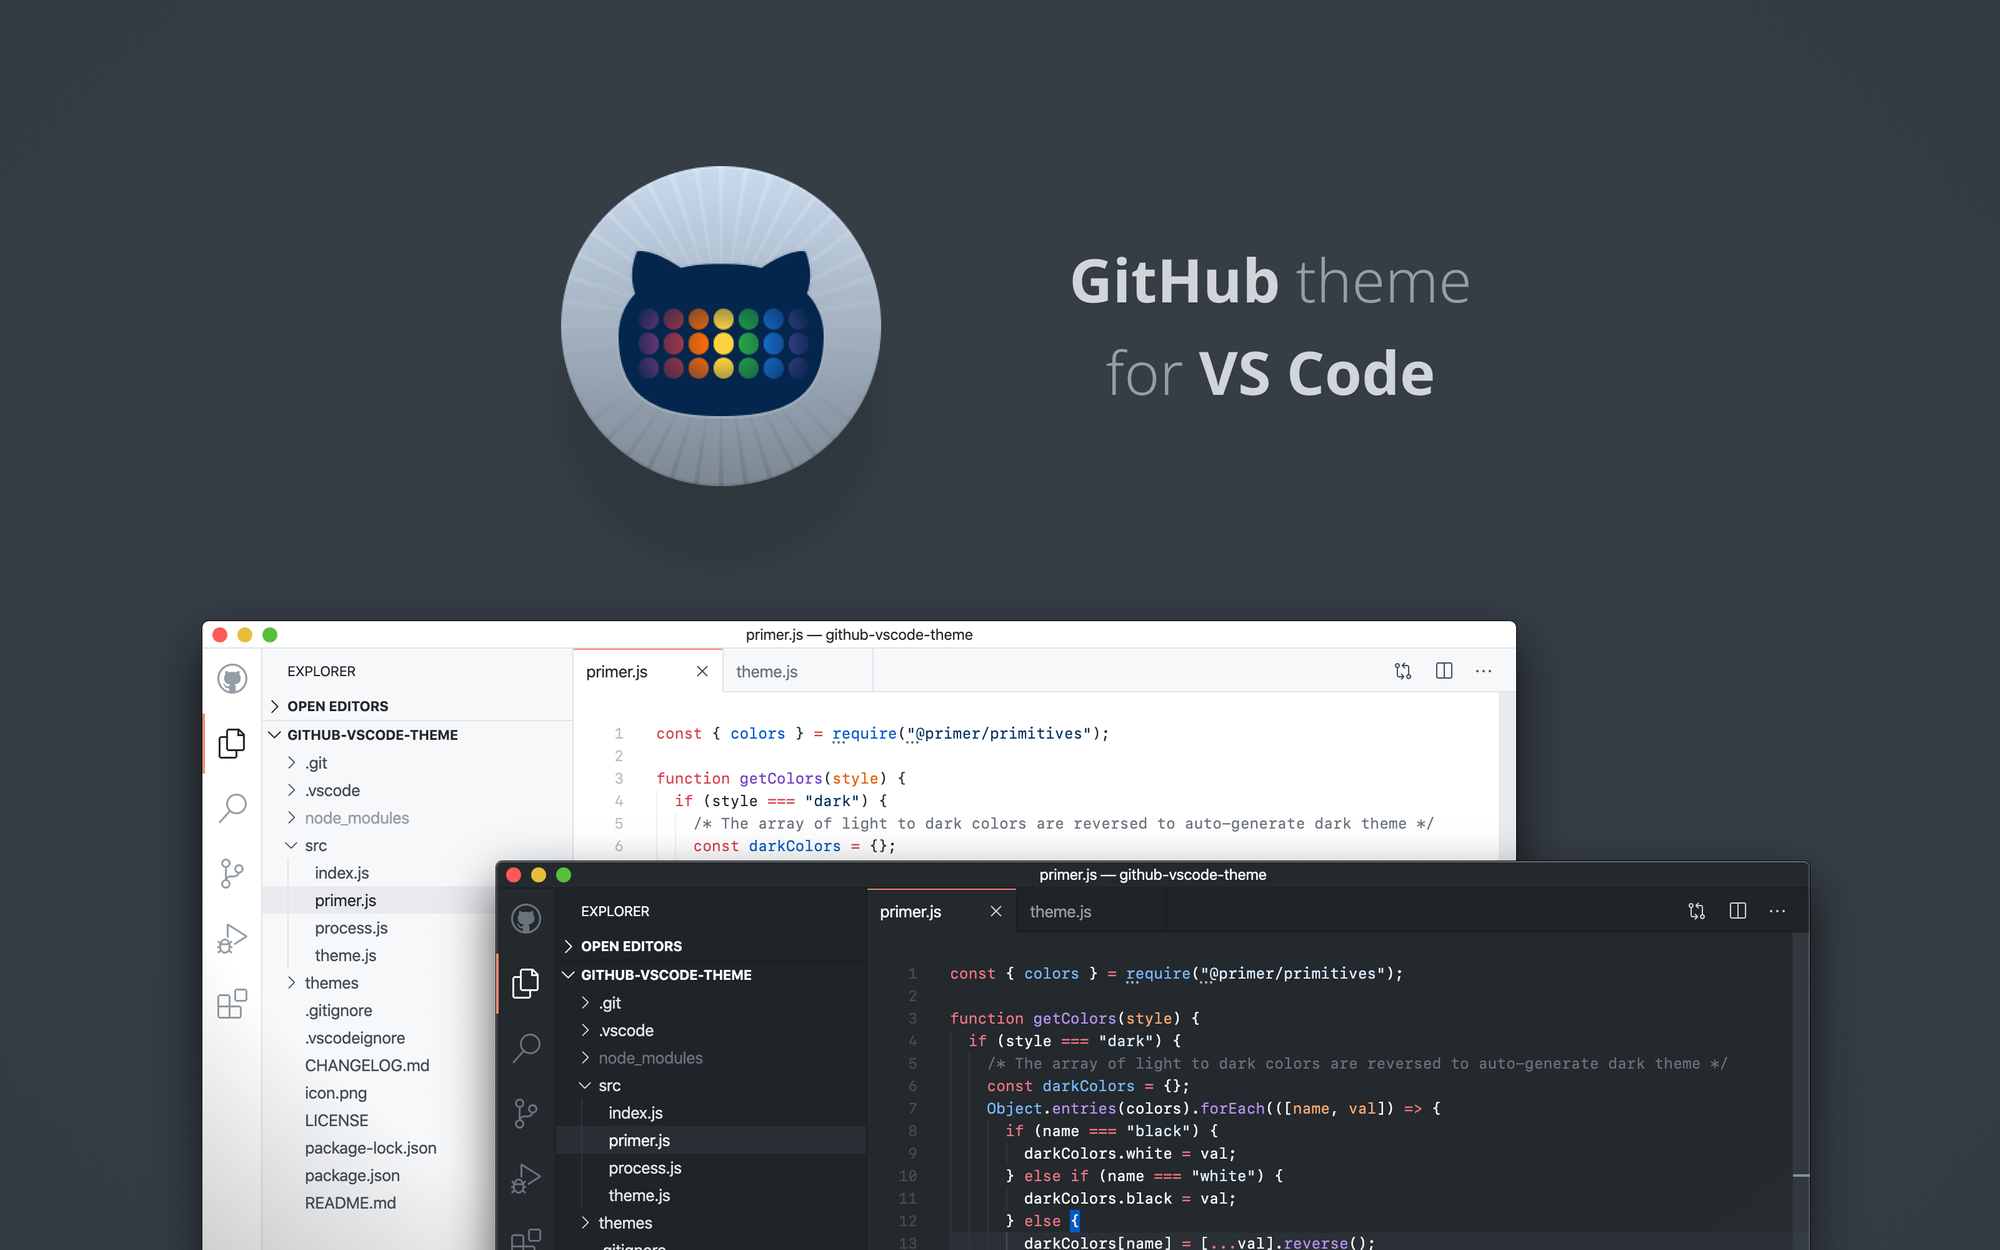 GitHub theme
for VS Code
primer.js — github-vscode-theme
EXPLORER
OPEN EDITORS
GITHUB-VSCODE-THEME
.git
.vscode
node_modules
src
index.js
primer.js
process.js
theme.js
themes
.gitignore
.vscodeignore
CHANGELOG.md
icon.png
LICENSE
package-lock.json
package.json
README.md
primer.js
theme.js
1 const { colors } = require("@primer/primitives");
2
3 function getColors(style) {
4 if (style === "dark") {
5 /* The array of light to dark colors are reversed to auto-generate dark theme */
6 const darkColors = {};
primer.js — github-vscode-theme
EXPLORER
OPEN EDITORS
GITHUB-VSCODE-THEME
.git
.vscode
node_modules
src
index.js
primer.js
process.js
theme.js
themes
.gitignore
primer.js
theme.js
1 const { colors } = require("@primer/primitives");
2
3 function getColors(style) {
4 if (style === "dark") {
5 /* The array of light to dark colors are reversed to auto-generate dark theme */
6 const darkColors = {};
7 Object.entries(colors).forEach(([name, val]) => {
8 if (name === "black") {
9 darkColors.white = val;
10 } else if (name === "white") {
11 darkColors.black = val;
12 } else {
13 darkColors[name] = [...val].reverse();